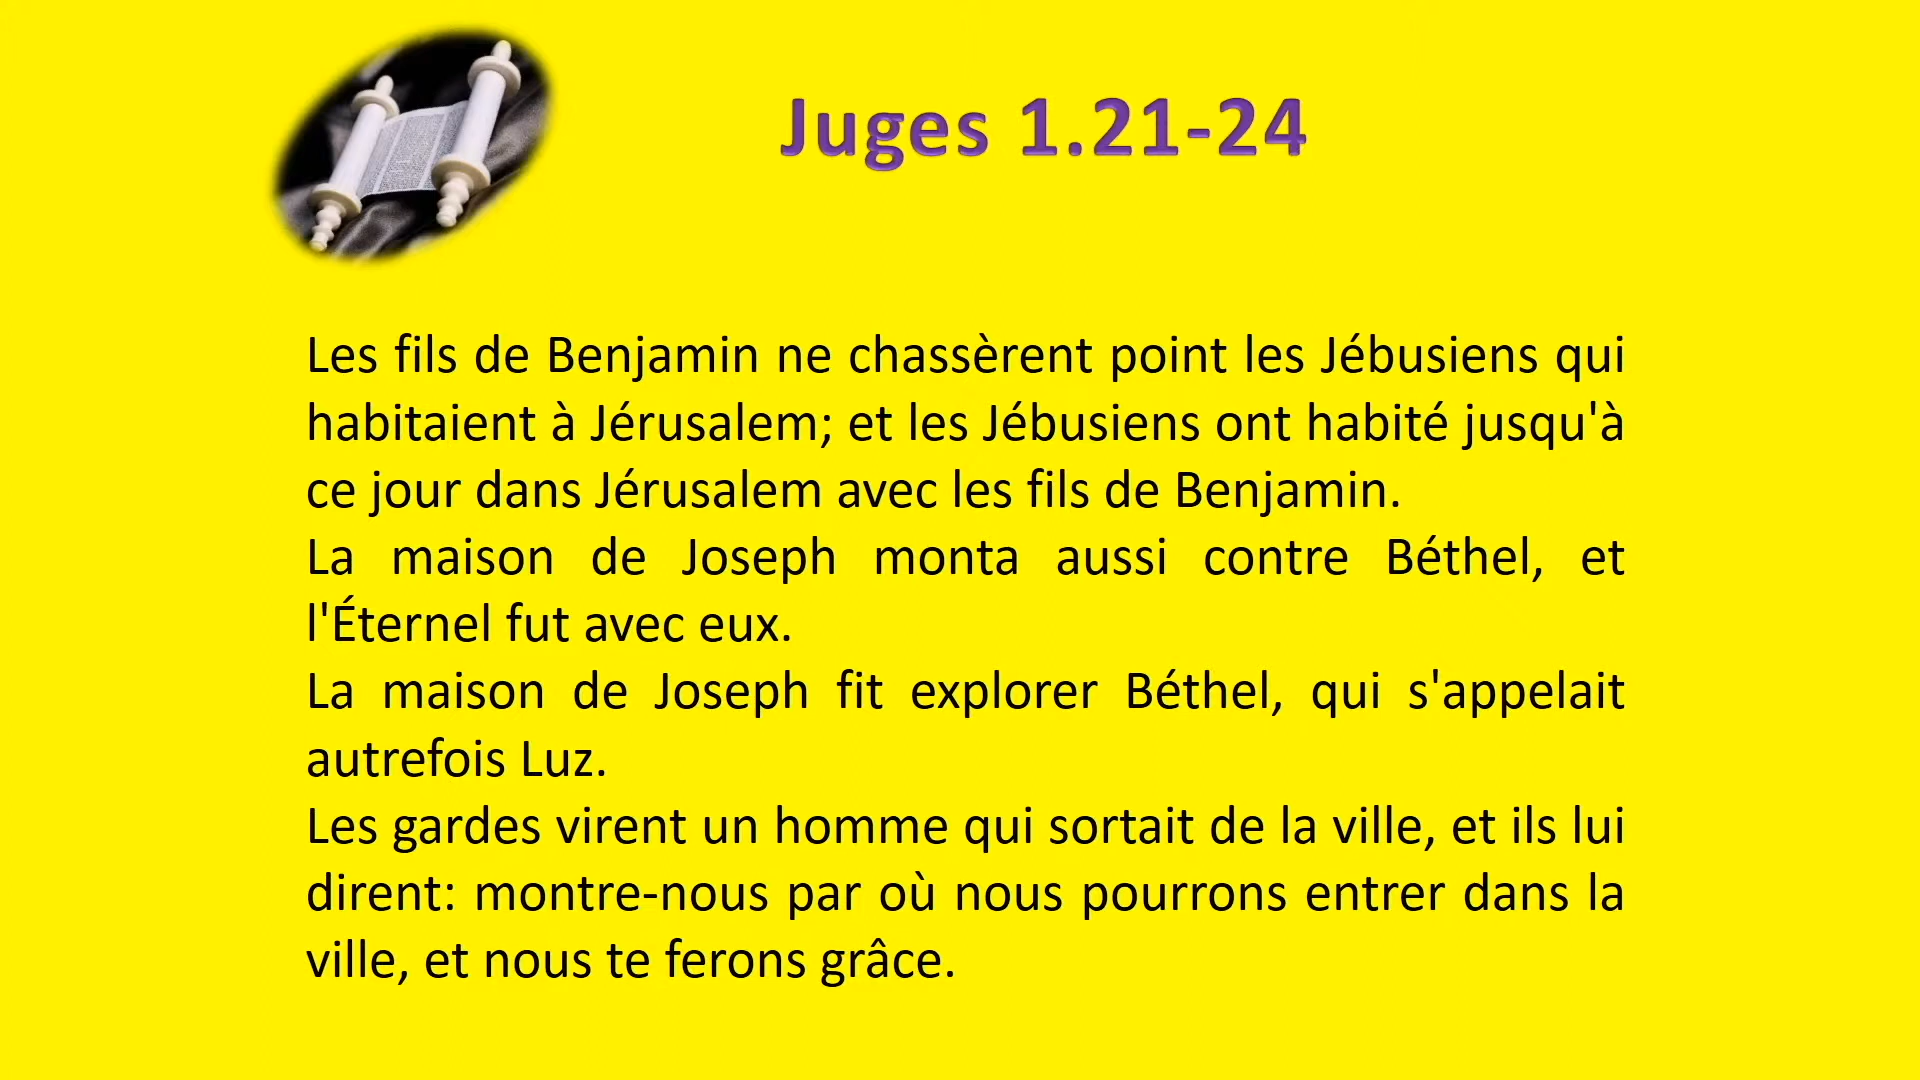 Juges 1.21-24
Les fils de Benjamin ne chassèrent point les Jébusiens qui
habitaient à Jérusalem; et les Jébusiens ont habité jusqu'à
ce jour dans Jérusalem avec les fils de Benjamin.
La maison de Joseph monta aussi contre Béthel, et
l'Éternel fut avec eux.
La maison de Joseph fit explorer Béthel, qui s'appelait
autrefois Luz.
Les gardes virent un homme qui sortait de la ville, et ils lui
dirent: montre-nous par où nous pourrons entrer dans la
ville, et nous te ferons grâce.